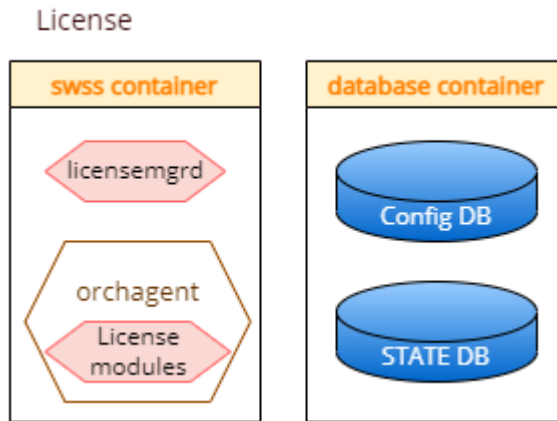 License
swss container
database container
licensemgrd
Config DB
orchagent
License
modules
STATE DB